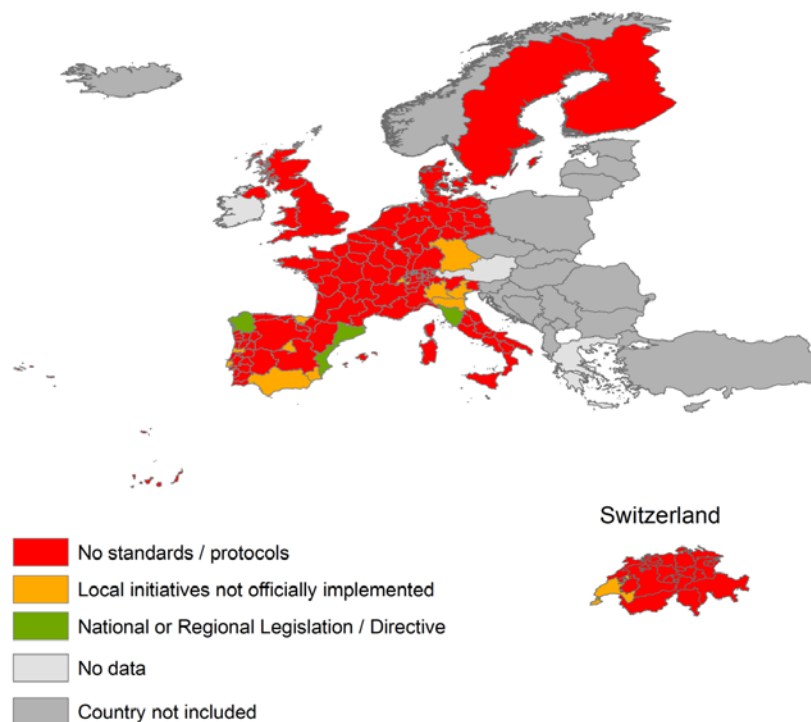 Switzerland
No standards / protocols
Local initiatives not officially implemented
National or Regional Legislation / Directive
No data
Country not included